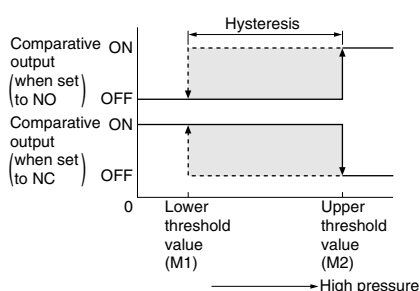 Hysteresis
Comparative output (when set to NO)
ON
OFF
Comparative output (when set to NC)
ON
OFF
0
Lower threshold value (M1)
Upper threshold value (M2)
High pressure